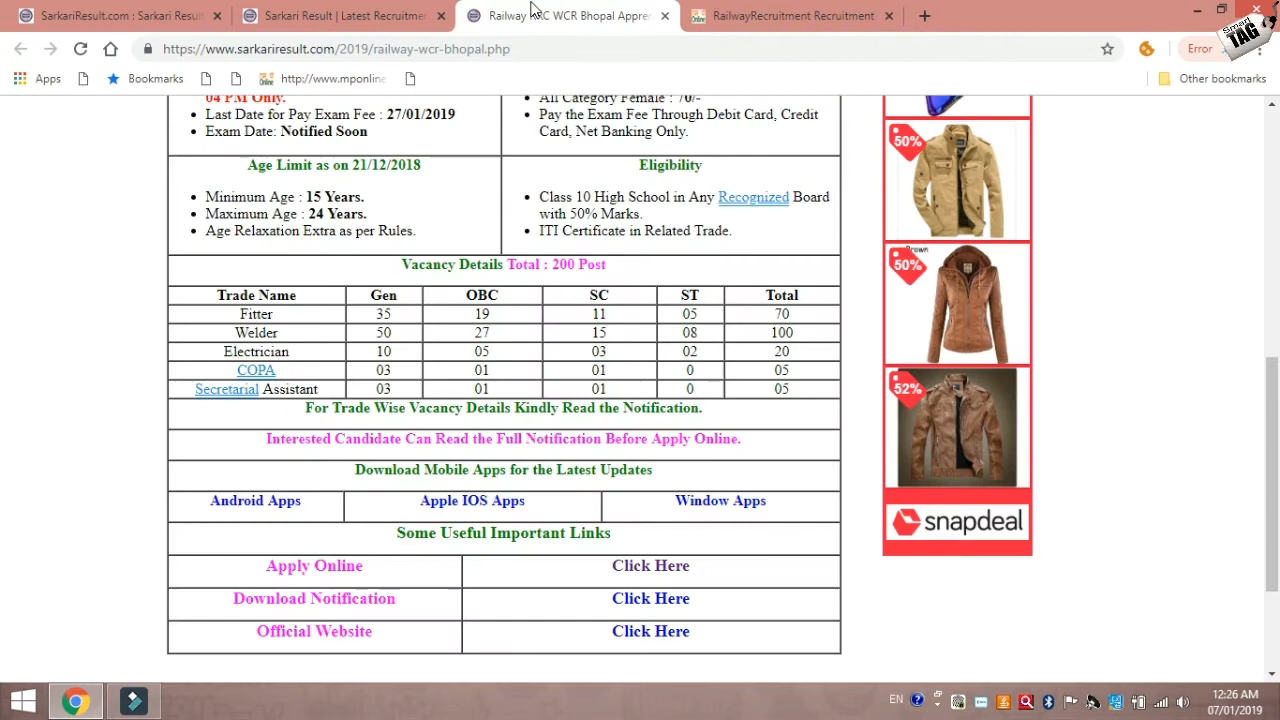 SarkariResult.com : Sarkari Result
Sarkari Result | Latest Recruitmen
Railway RRC WCR Bhopal Appren
RailwayRecruitment Recruitment
Smart
TAG
https://www.sarkariresult.com/2019/railway-wcr-bhopal.php
Error
Apps
Bookmarks
http://www.mponline
Other bookmarks
04 PM Only.
Last Date for Pay Exam Fee : 27/01/2019
Exam Date: Notified Soon
All Category Female : 70/-
Pay the Exam Fee Through Debit Card, Credit
Card, Net Banking Only.
Age Limit as on 21/12/2018
Minimum Age : 15 Years.
Maximum Age : 24 Years.
Age Relaxation Extra as per Rules.
Eligibility
Class 10 High School in Any Recognized Board
with 50% Marks.
ITI Certificate in Related Trade.
Vacancy Details Total : 200 Post
Trade Name Gen OBC SC ST Total
Fitter 35 19 11 05 70
Welder 50 27 15 08 100
Electrician 10 05 03 02 20
COPA 03 01 01 0 05
Secretarial Assistant 03 01 01 0 05
For Trade Wise Vacancy Details Kindly Read the Notification.
Interested Candidate Can Read the Full Notification Before Apply Online.
Download Mobile Apps for the Latest Updates
Android Apps Apple IOS Apps Window Apps
Some Useful Important Links
Apply Online Click Here
Download Notification Click Here
Official Website Click Here
50%
Brown
50%
52%
snapdeal
EN
12:26 AM
07/01/2019